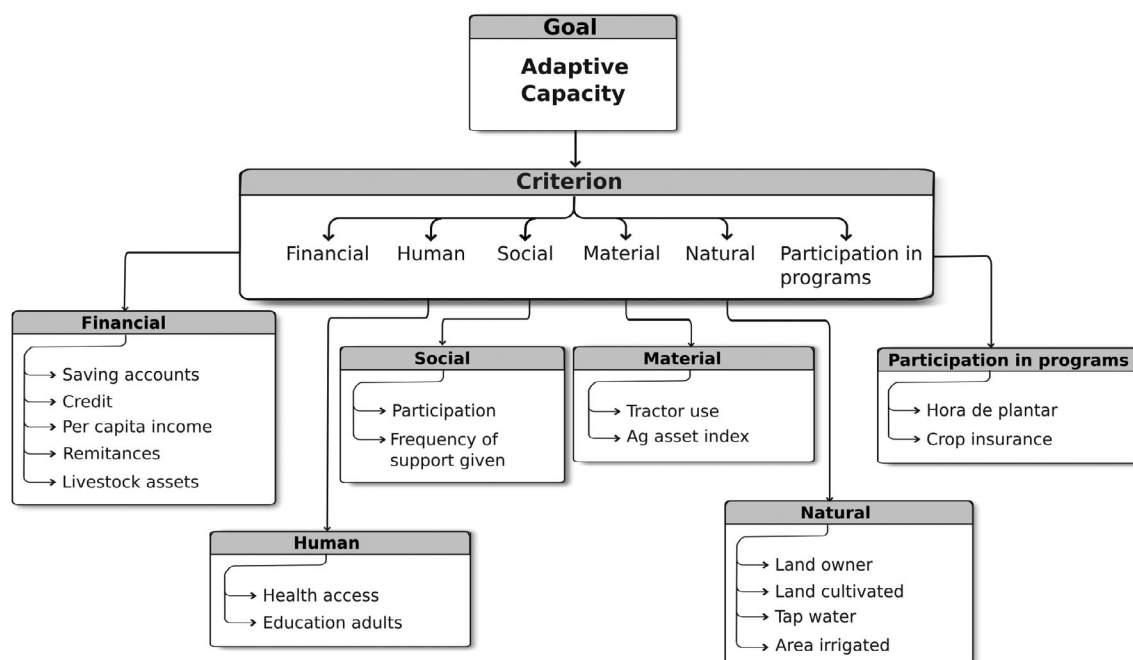 Goal
Adaptive
Capacity
Criterion
Financial
Human
Social
Material
Natural
Participation in
programs
Financial
Saving accounts
Credit
Per capita income
Remitances
Livestock assets
Social
Participation
Frequency of
support given
Material
Tractor use
Ag asset index
Participation in programs
Hora de plantar
Crop insurance
Human
Health access
Education adults
Natural
Land owner
Land cultivated
Tap water
Area irrigated